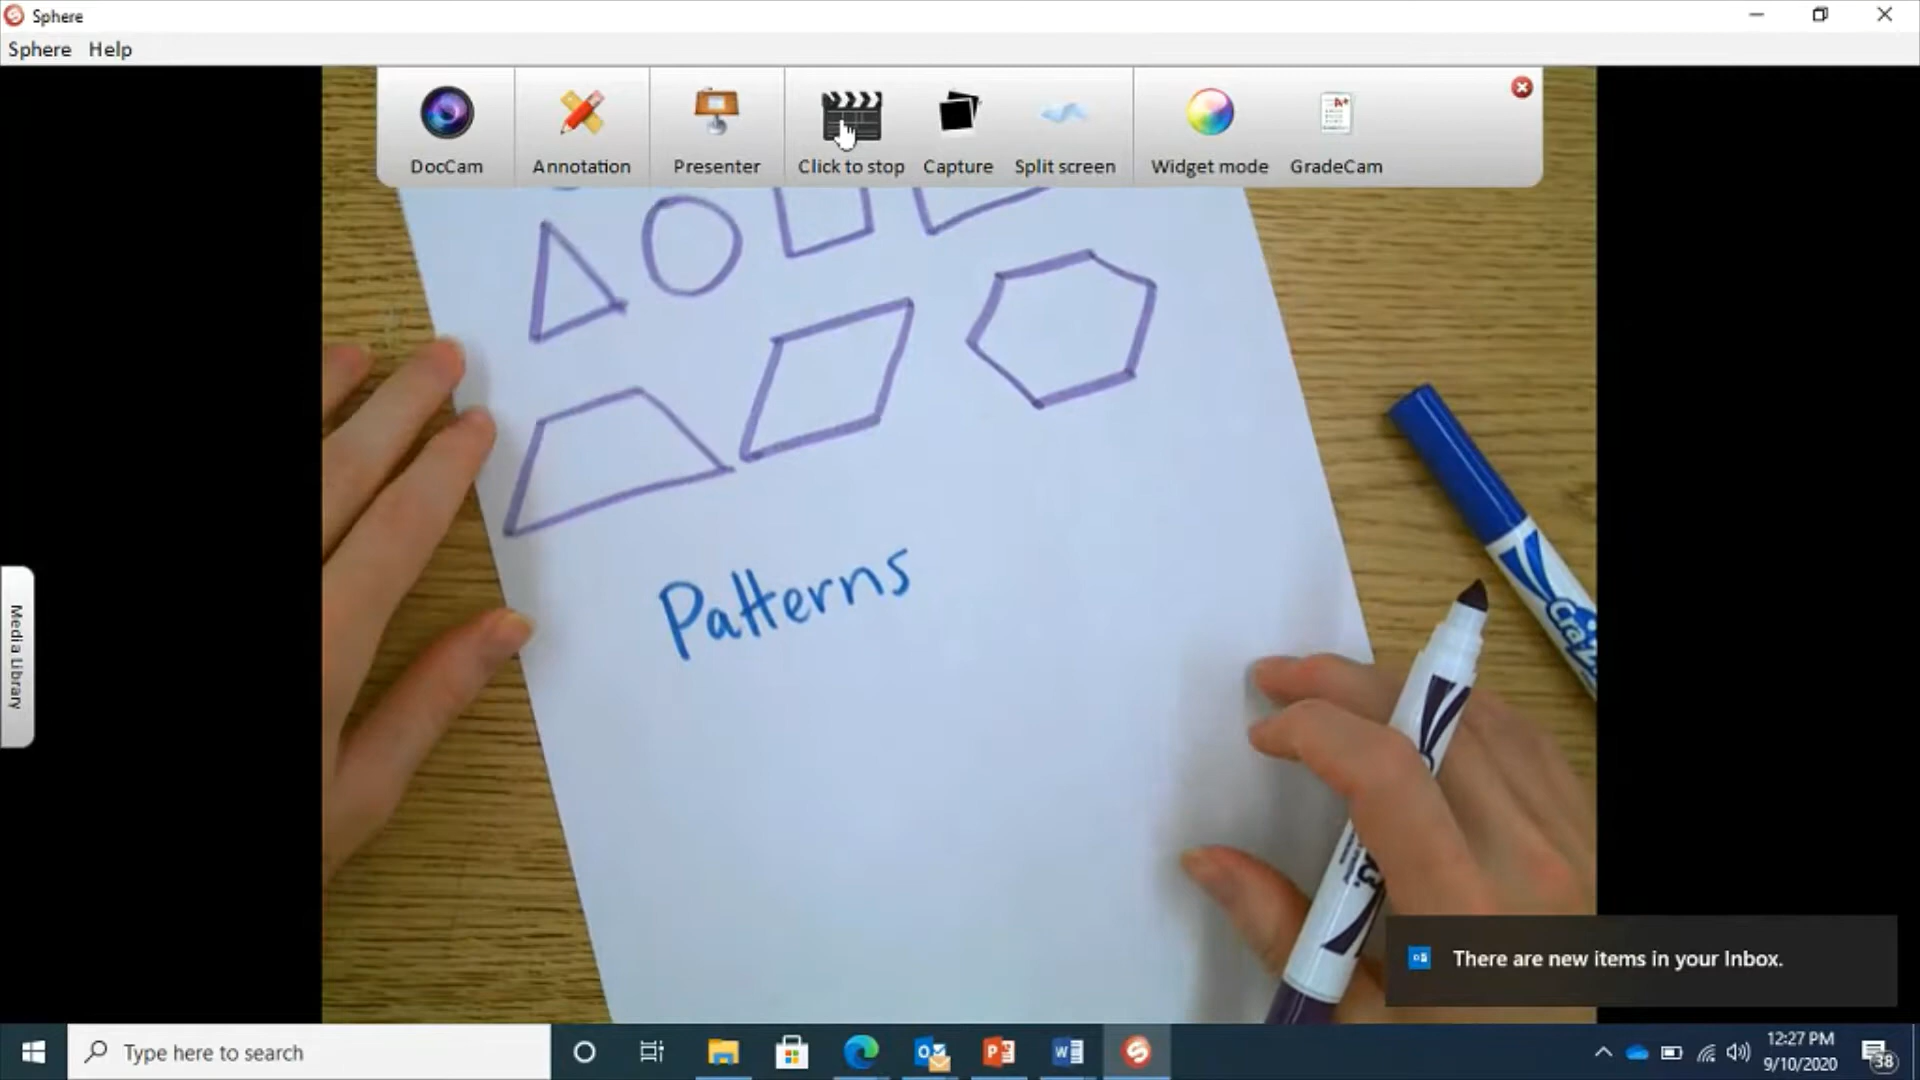 Sphere
Sphere Help
DocCam Annotation Presenter Click to stop Capture Split screen Widget mode GradeCam
A+
Media Library
Patterns
There are new items in your Inbox.
Type here to search
12:27 PM
9/10/2020
38